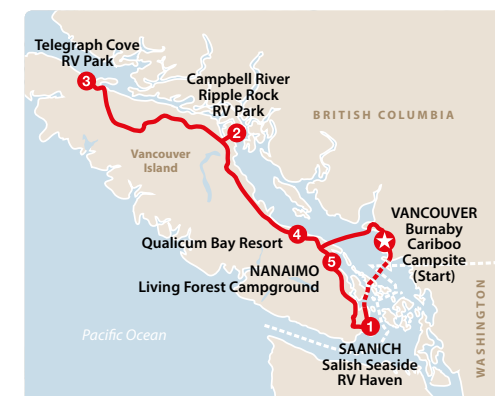 Telegraph Cove
RV Park
3
Campbell River
Ripple Rock
RV Park
2
BRITISH COLUMBIA
Vancouver
Island
VANCOUVER
Burnaby
Cariboo
Campsite
(Start)
4
Qualicum Bay Resort
5
NANAIMO
Living Forest Campground
1
SAANICH
Salish Seaside
RV Haven
Pacific Ocean
WASHINGTON